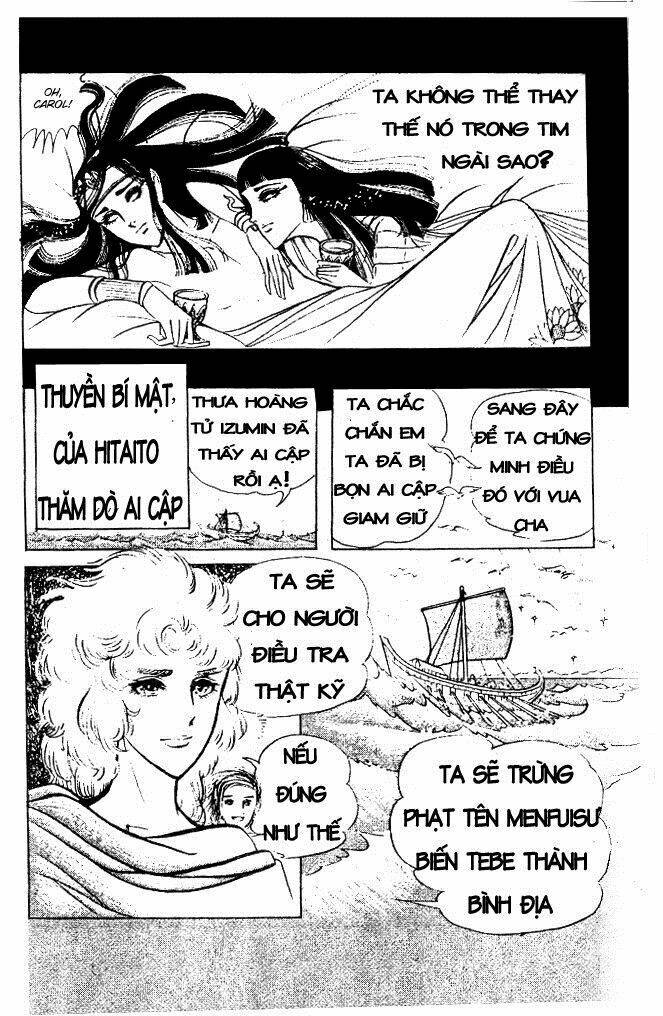 OH,
CAROL!
TA KHÔNG THỂ THAY
THẾ NÓ TRONG TIM
NGÀI SAO?
THUYỀN BÍ MẬT,
CỦA HITAITO
THĂM DÒ AI CẬP
THƯA HOÀNG
TỬ IZUMIN ĐÃ
THẤY AI CẬP
RỒI Ạ!
TA CHẮC
CHẮN EM
TA ĐÃ BỊ
BỌN AI CẬP
GIAM GIỮ
SANG ĐÂY
ĐỂ TA CHỨNG
MINH ĐIỀU
ĐÓ VỚI VUA
CHA
TA SẼ
CHO NGƯỜI
ĐIỀU TRA
THẬT KỸ
NẾU
ĐÚNG
NHƯ THẾ
TA SẼ TRỪNG
PHẠT TÊN MENFUISƯ
BIẾN TEBE THÀNH
BÌNH ĐỊA